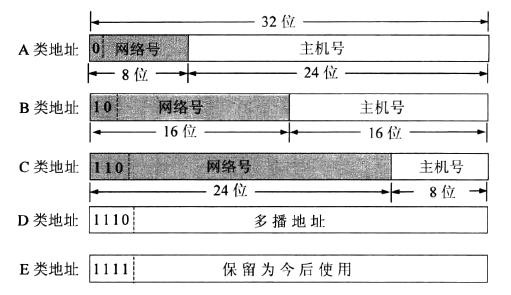 32 位
A 类地址 0 网络号 主机号
8 位 24 位
B 类地址 10 网络号 主机号
16 位 16 位
C 类地址 110 网络号 主机号
24 位 8 位
D 类地址 1110 多播地址
E 类地址 1111 保留为今后使用